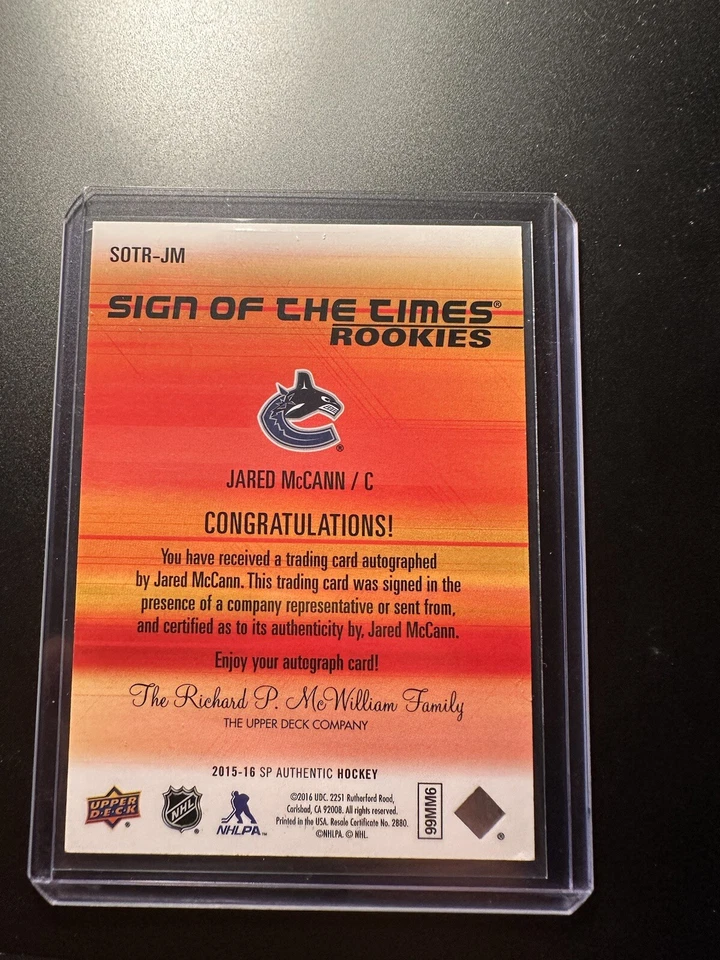 SOTR-JM
SIGN OF THE TIMES®
ROOKIES
®
JARED McCANN / C
CONGRATULATIONS!
You have received a trading card autographed
by Jared McCann. This trading card was signed in the
presence of a company representative or sent from,
and certified as to its authenticity by, Jared McCann.
Enjoy your autograph card!
The Richard P. McWilliam Family
THE UPPER DECK COMPANY
2015-16 SP AUTHENTIC HOCKEY
UPPER
D·E·C·K
®
NHL
®
NHLPA™
©2016 UDC. 2251 Rutherford Road,
Carlsbad, CA 92008. All rights reserved.
Printed in the USA. Resale Certificate No. 2880.
©NHLPA. © NHL.
99MM6
®